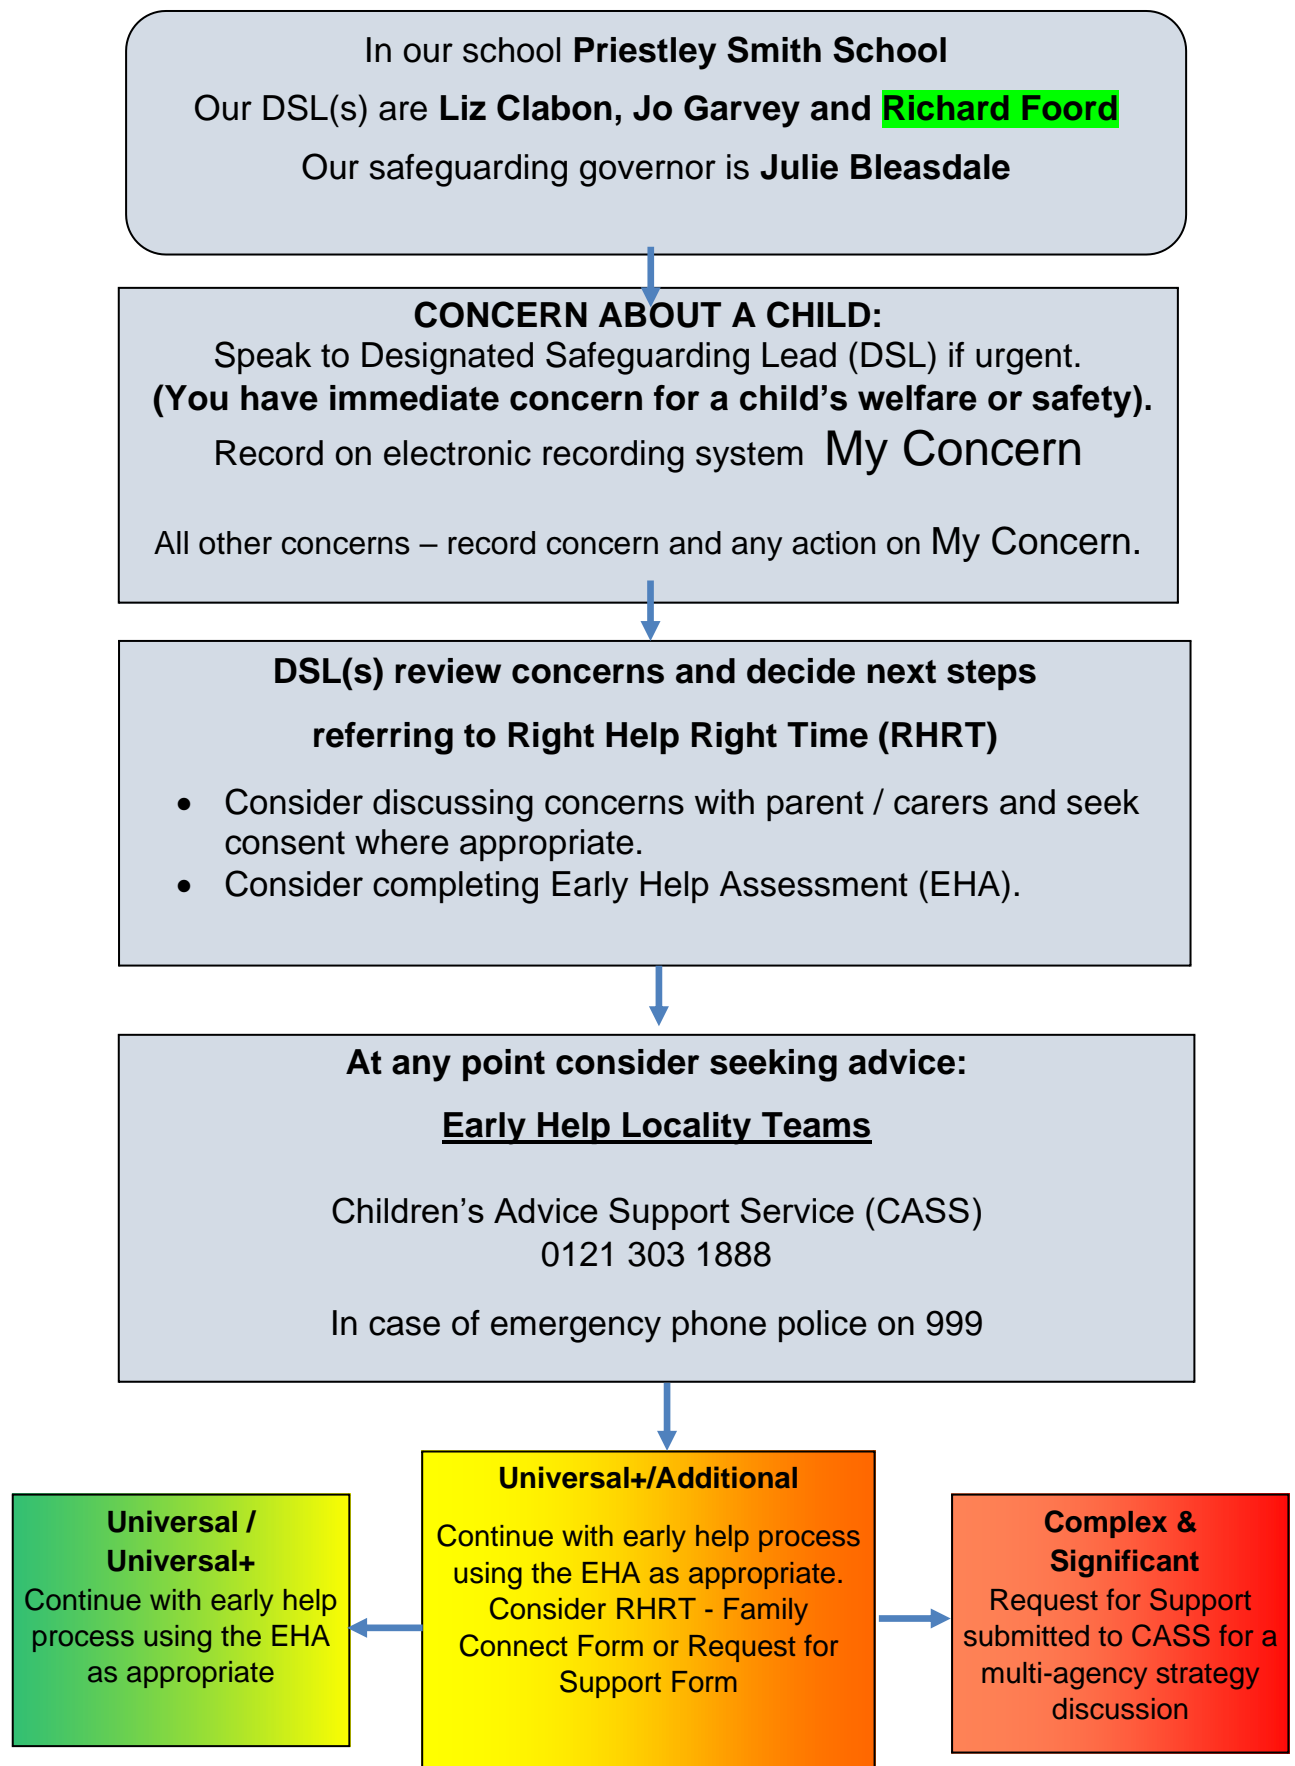 In our school Priestley Smith School
Our DSL(s) are Liz Clabon, Jo Garvey and Richard Foord
Our safeguarding governor is Julie Bleasdale
CONCERN ABOUT A CHILD:
Speak to Designated Safeguarding Lead (DSL) if urgent.
(You have immediate concern for a child’s welfare or safety).
Record on electronic recording system My Concern
All other concerns – record concern and any action on My Concern.
DSL(s) review concerns and decide next steps
referring to Right Help Right Time (RHRT)
• Consider discussing concerns with parent / carers and seek
consent where appropriate.
• Consider completing Early Help Assessment (EHA).
At any point consider seeking advice:
Early Help Locality Teams
Children’s Advice Support Service (CASS)
0121 303 1888
In case of emergency phone police on 999
Universal /
Universal+
Continue with early help
process using the EHA
as appropriate
Universal+/Additional
Continue with early help process
using the EHA as appropriate.
Consider RHRT - Family
Connect Form or Request for
Support Form
Complex &
Significant
Request for Support
submitted to CASS for a
multi-agency strategy
discussion